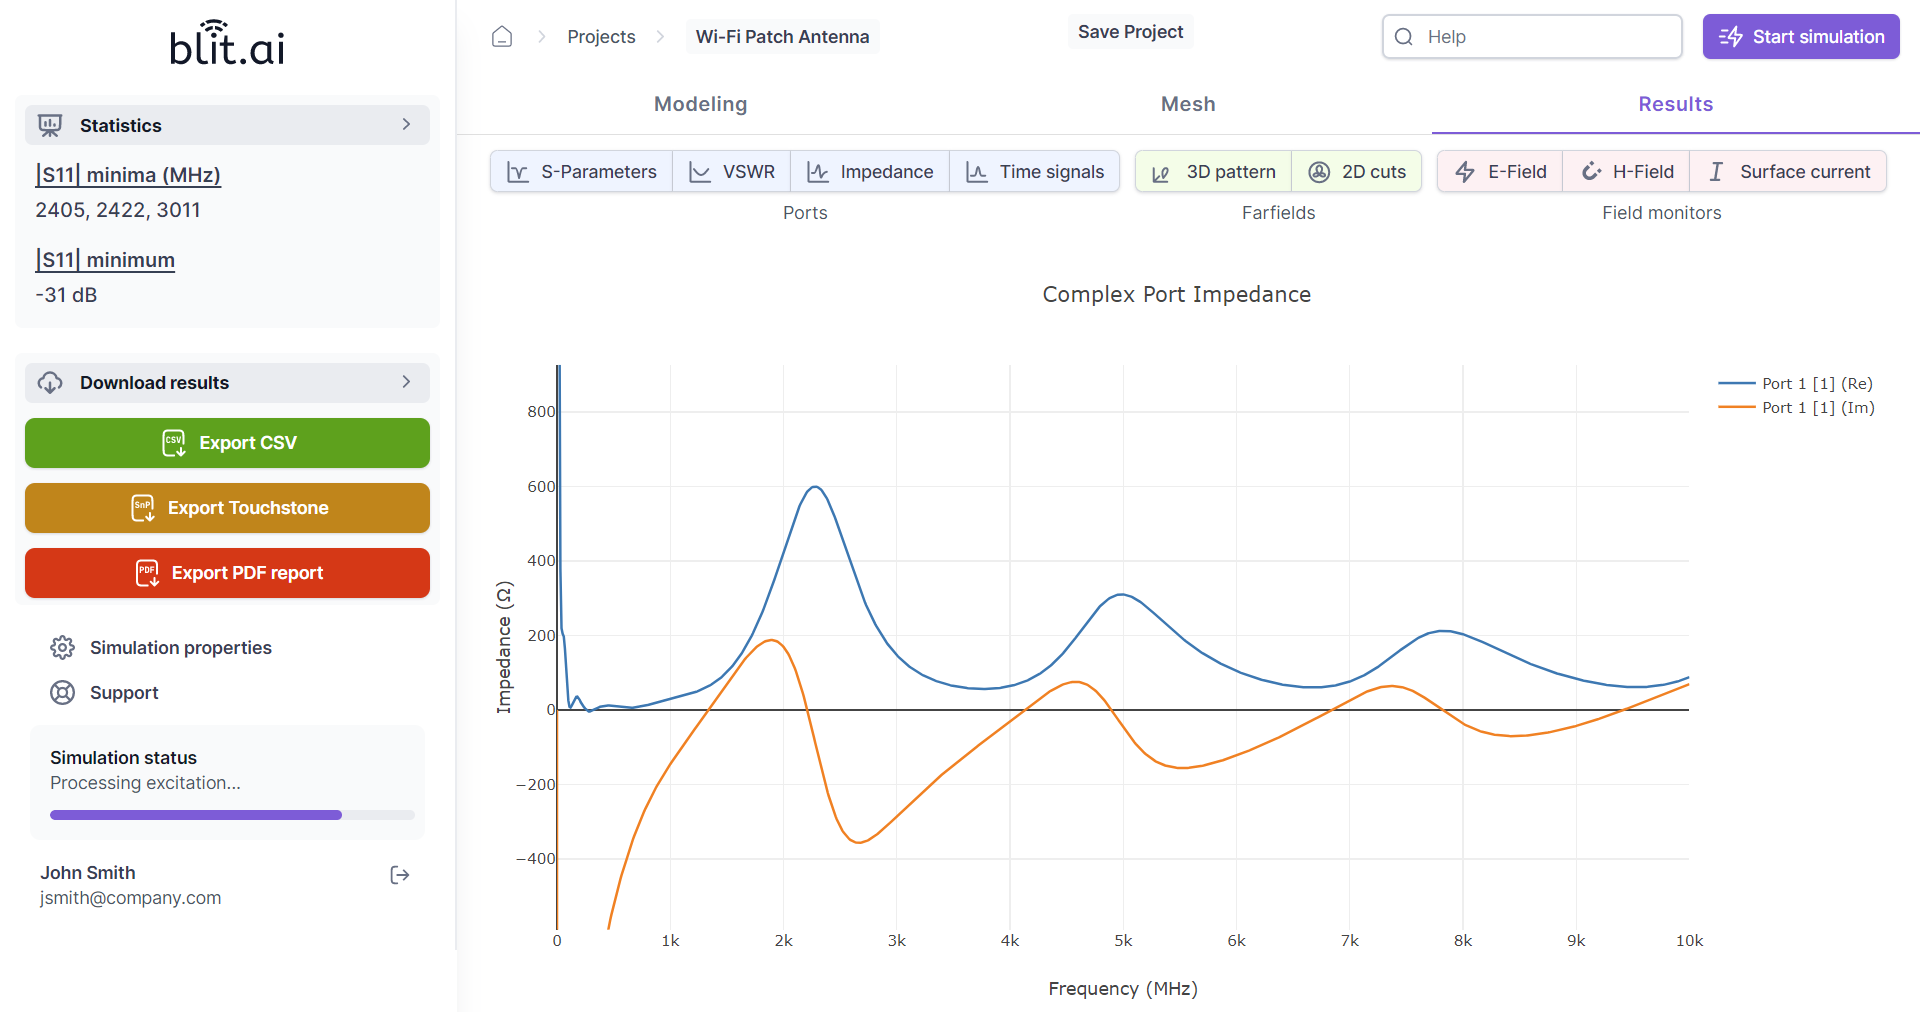 blit.ai
Statistics
|S11| minima (MHz)
2405, 2422, 3011
|S11| minimum
-31 dB
Download results
CSV
Export CSV
SnP
Export Touchstone
PDF
Export PDF report
Simulation properties
Support
Simulation status
Processing excitation...
John Smith
jsmith@company.com
Projects
Wi-Fi Patch Antenna
Save Project
Help
Start simulation
Modeling
Mesh
Results
S-Parameters
VSWR
Impedance
Time signals
Ports
3D pattern
2D cuts
Farfields
E-Field
H-Field
Surface current
Field monitors
Complex Port Impedance
Port 1 [1] (Re)
Port 1 [1] (Im)
Impedance (Ω)
800
600
400
200
0
−200
−400
0 1k 2k 3k 4k 5k 6k 7k 8k 9k 10k
Frequency (MHz)